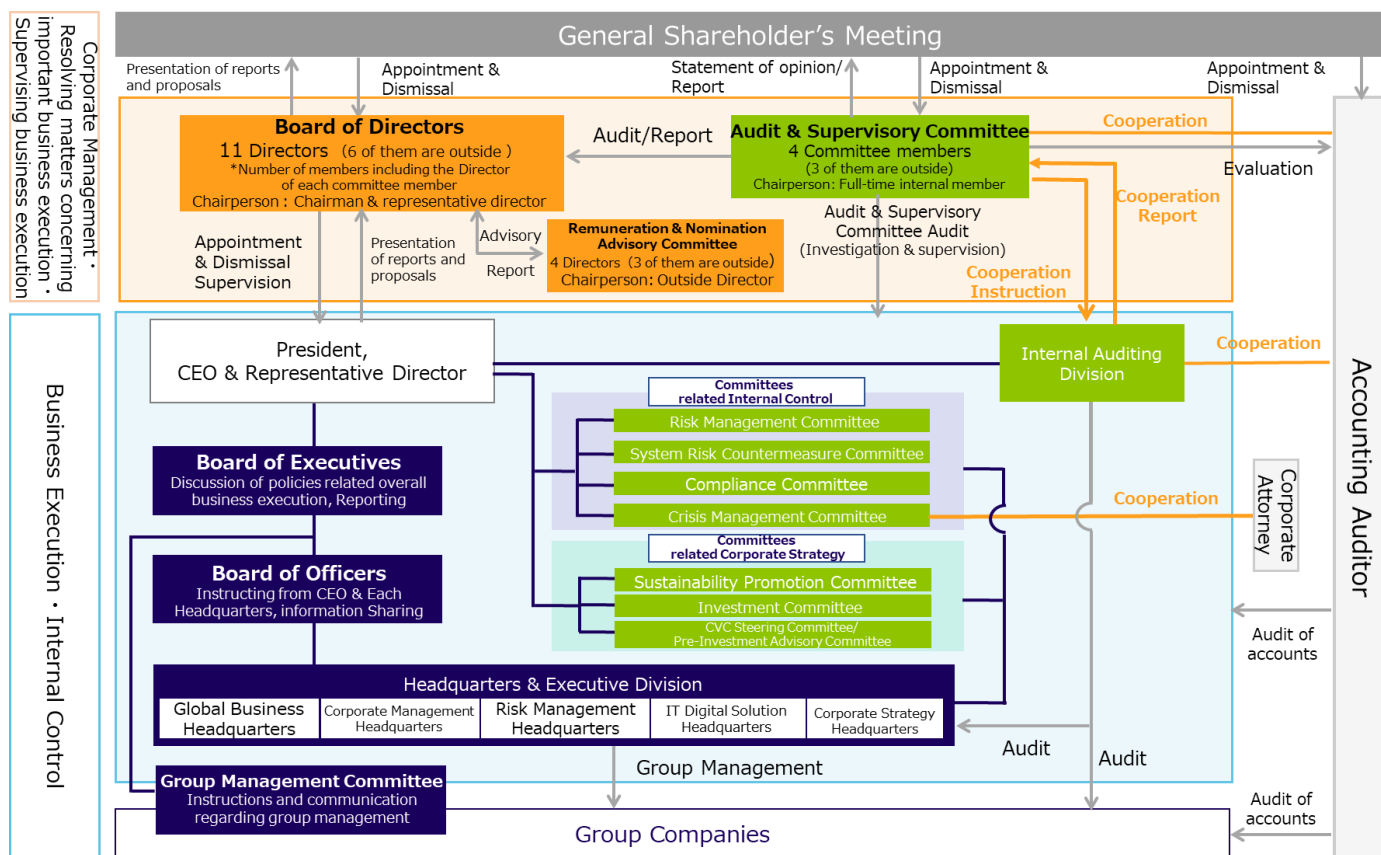 General Shareholder's Meeting
Corporate Management・
Resolving matters concerning
important business execution・
Supervising business execution
Presentation of reports
and proposals
Appointment &
Dismissal
Statement of opinion/
Report
Appointment &
Dismissal
Appointment &
Dismissal
Board of Directors
11 Directors（6 of them are outside）
*Number of members including the Director
of each committee member
Chairperson : Chairman & representative director
Audit/Report
Audit & Supervisory Committee
4 Committee members
(3 of them are outside)
Chairperson: Full-time internal member
Cooperation
Evaluation
Cooperation
Report
Appointment
& Dismissal
Supervision
Presentation
of reports and
proposals
Advisory
Report
Remuneration & Nomination
Advisory Committee
4 Directors（3 of them are outside）
Chairperson: Outside Director
Audit & Supervisory
Committee Audit
(Investigation & supervision)
Cooperation
Instruction
Business Execution・Internal Control
President,
CEO & Representative Director
Internal Auditing
Division
Cooperation
Accounting Auditor
Committees
related Internal Control
Risk Management Committee
System Risk Countermeasure Committee
Compliance Committee
Crisis Management Committee
Cooperation
Corporate
Attorney
Board of Executives
Discussion of policies related overall
business execution, Reporting
Committees
related Corporate Strategy
Sustainability Promotion Committee
Investment Committee
CVC Steering Committee/
Pre-Investment Advisory Committee
Board of Officers
Instructing from CEO & Each
Headquarters, information Sharing
Audit of
accounts
Headquarters & Executive Division
Global Business
Headquarters
Corporate Management
Headquarters
Risk Management
Headquarters
IT Digital Solution
Headquarters
Corporate Strategy
Headquarters
Audit
Audit
Group Management
Group Management Committee
Instructions and communication
regarding group management
Audit of
accounts
Group Companies